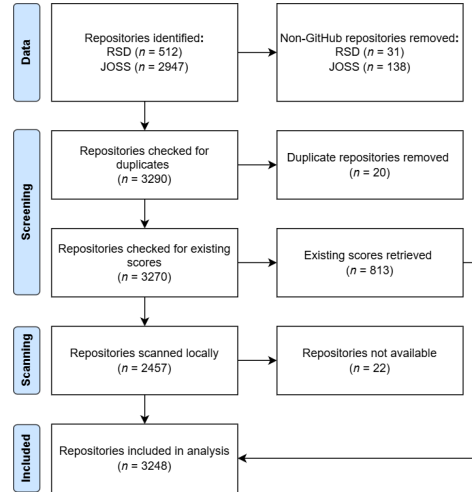 Data
Repositories identified:
RSD (n = 512)
JOSS (n = 2947)
Non-GitHub repositories removed:
RSD (n = 31)
JOSS (n = 138)
Screening
Repositories checked for
duplicates
(n = 3290)
Duplicate repositories removed
(n = 20)
Repositories checked for existing
scores
(n = 3270)
Existing scores retrieved
(n = 813)
Scanning
Repositories scanned locally
(n = 2457)
Repositories not available
(n = 22)
Included
Repositories included in analysis
(n = 3248)